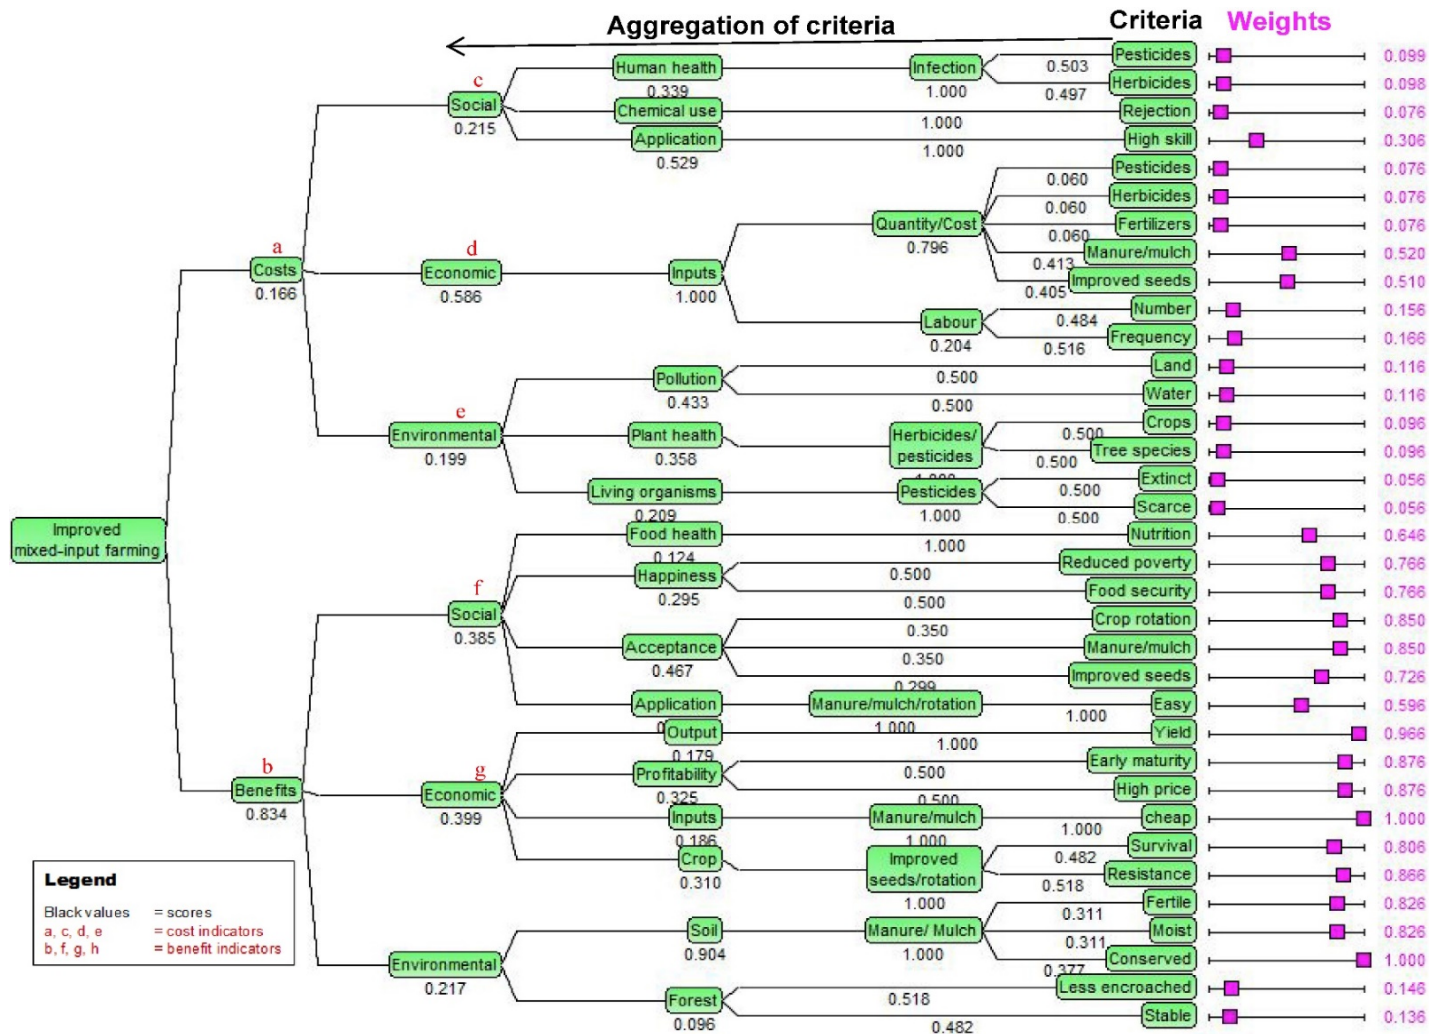 Aggregation of criteria Criteria Weights
Pesticides 0.099
Human health Infection 0.503
c 0.339 1.000 Herbicides 0.098
Social 0.497
0.215 Chemical use Rejection 0.076
1.000
Application High skill 0.306
0.529 1.000
Pesticides 0.076
0.060
Herbicides 0.076
0.060
Quantity/Cost Fertilizers 0.076
0.796 0.060
a d Manure/mulch 0.520
0.413
Costs Economic Inputs Improved seeds 0.510
0.166 0.586 1.000 0.405
Number 0.156
Labour 0.484
0.204 Frequency 0.166
0.516
Land 0.116
Pollution 0.500
0.433 Water 0.116
e 0.500
Environmental Plant health Herbicides/ Crops 0.096
0.199 0.358 pesticides 0.500
Tree species 0.096
0.500
Extinct 0.056
Living organisms Pesticides 0.500
0.209 1.000 Scarce 0.056
0.500
Improved
mixed-input farming
Food health Nutrition 0.646
0.124 1.000
Reduced poverty 0.766
Happiness 0.500
f 0.295 Food security 0.766
0.500
Social Crop rotation 0.850
0.385 0.350
Acceptance Manure/mulch 0.850
0.467 0.350
Improved seeds 0.726
0.299
Application Manure/mulch/rotation Easy 0.596
1.000 1.000
Output Yield 0.966
0.179 1.000
b g Early maturity 0.876
Profitability 0.500
0.325 High price 0.876
0.500
Benefits Economic Inputs Manure/mulch cheap 1.000
0.834 0.399 0.186 1.000 1.000
Crop Improved Survival 0.806
0.310 seeds/rotation 0.482
1.000 Resistance 0.866
0.518
Fertile 0.826
0.311
Soil Manure/ Mulch Moist 0.826
0.904 1.000 0.311
Environmental Conserved 1.000
0.217 0.377
Less encroached 0.146
Forest 0.518
0.096 Stable 0.136
0.482
Legend
Black values = scores
a, c, d, e = cost indicators
b, f, g, h = benefit indicators